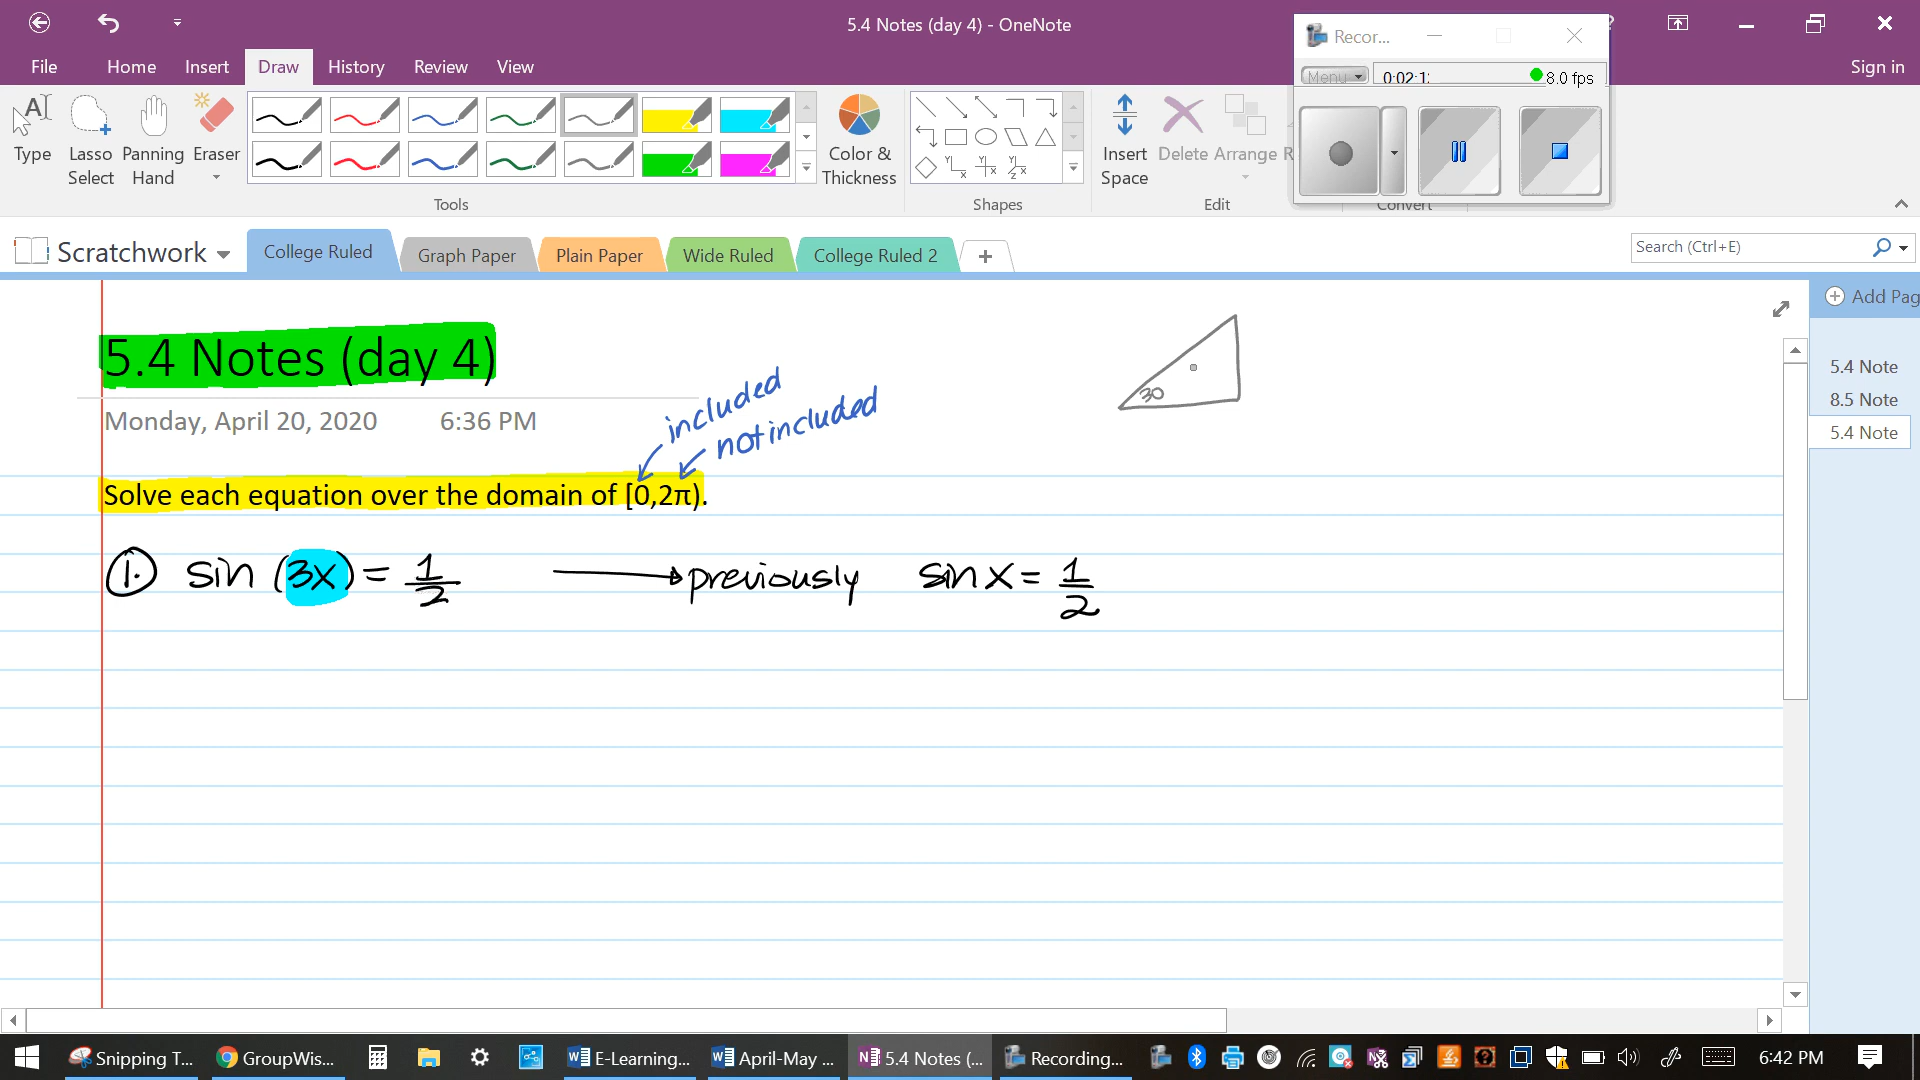 5.4 Notes (day 4) - OneNote
Recor...
File Home Insert Draw History Review View
Sign in
Menu 0:02:1 8.0 fps
Type
Lasso Select
Panning Hand
Eraser
Color & Thickness
Insert Space
Delete
Arrange
R
Tools
Shapes
Edit
Convert
Scratchwork
College Ruled
Graph Paper
Plain Paper
Wide Ruled
College Ruled 2
+
Search (Ctrl+E)
Add Pag
5.4 Note
8.5 Note
5.4 Note
5.4 Notes (day 4)
30
Monday, April 20, 2020 6:36 PM
included
not included
Solve each equation over the domain of [0,2π).
1. sin (3x) = 1/2 → previously sin x = 1/2
Snipping T... GroupWis... E-Learning... April-May ... 5.4 Notes (... Recording... 6:42 PM